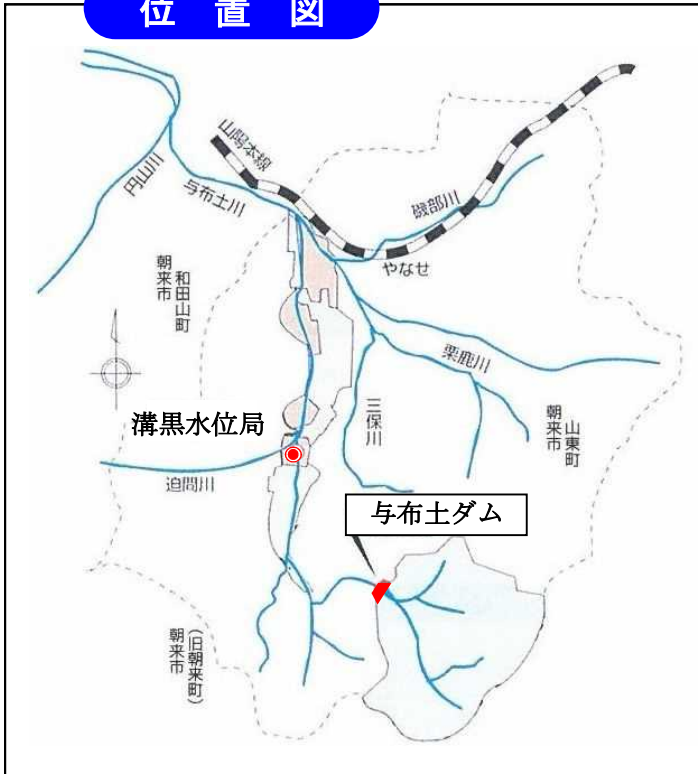 位置図
山陽本線
円山川
与布土川
磯部川
やなせ
和田山町
朝来市
粟鹿川
溝黒水位局
三保川
山東町
朝来市
迫間川
与布土ダム
(旧朝来町)
朝来市